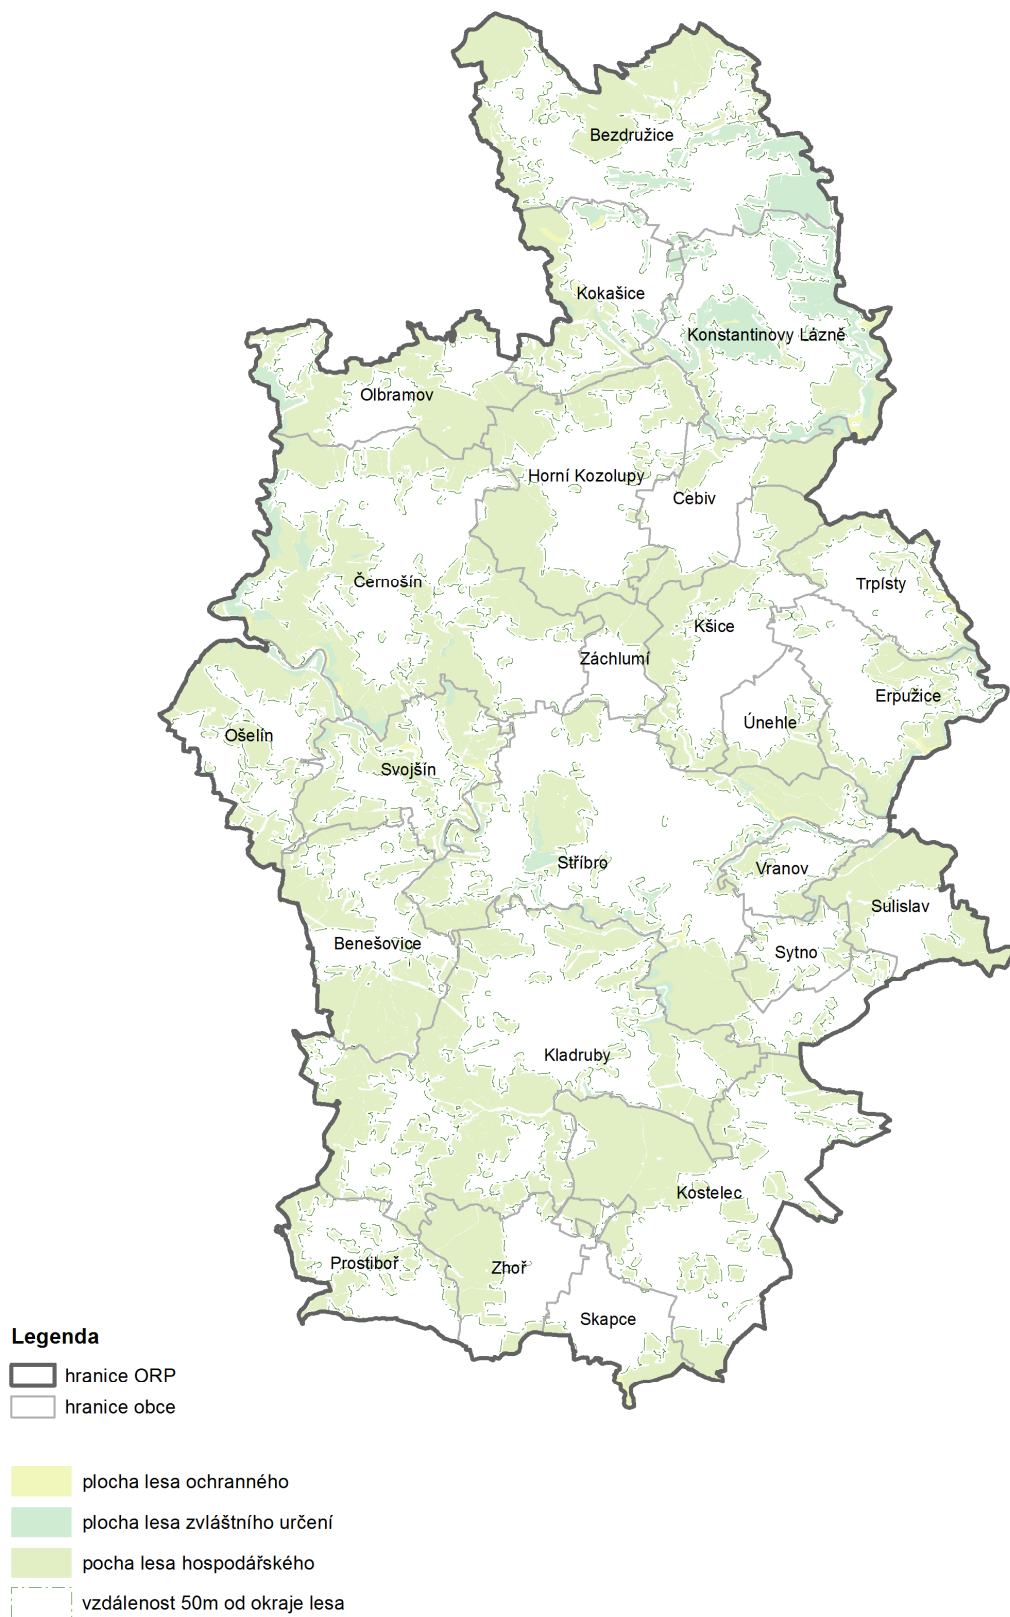 Bezdružice
Kokašice
Konstantinovy Lázně
Olbramov
Horní Kozolupy
Cebiv
Černošín
Trpísty
Kšice
Záchlumí
Erpužice
Únehle
Ošelín
Svojšín
Stříbro
Vranov
Sulislav
Benešovice
Sytno
Kladruby
Kostelec
Prostiboř
Zhoř
Skapce
Legenda
hranice ORP
hranice obce
plocha lesa ochranného
plocha lesa zvláštního určení
pocha lesa hospodářského
vzdálenost 50m od okraje lesa